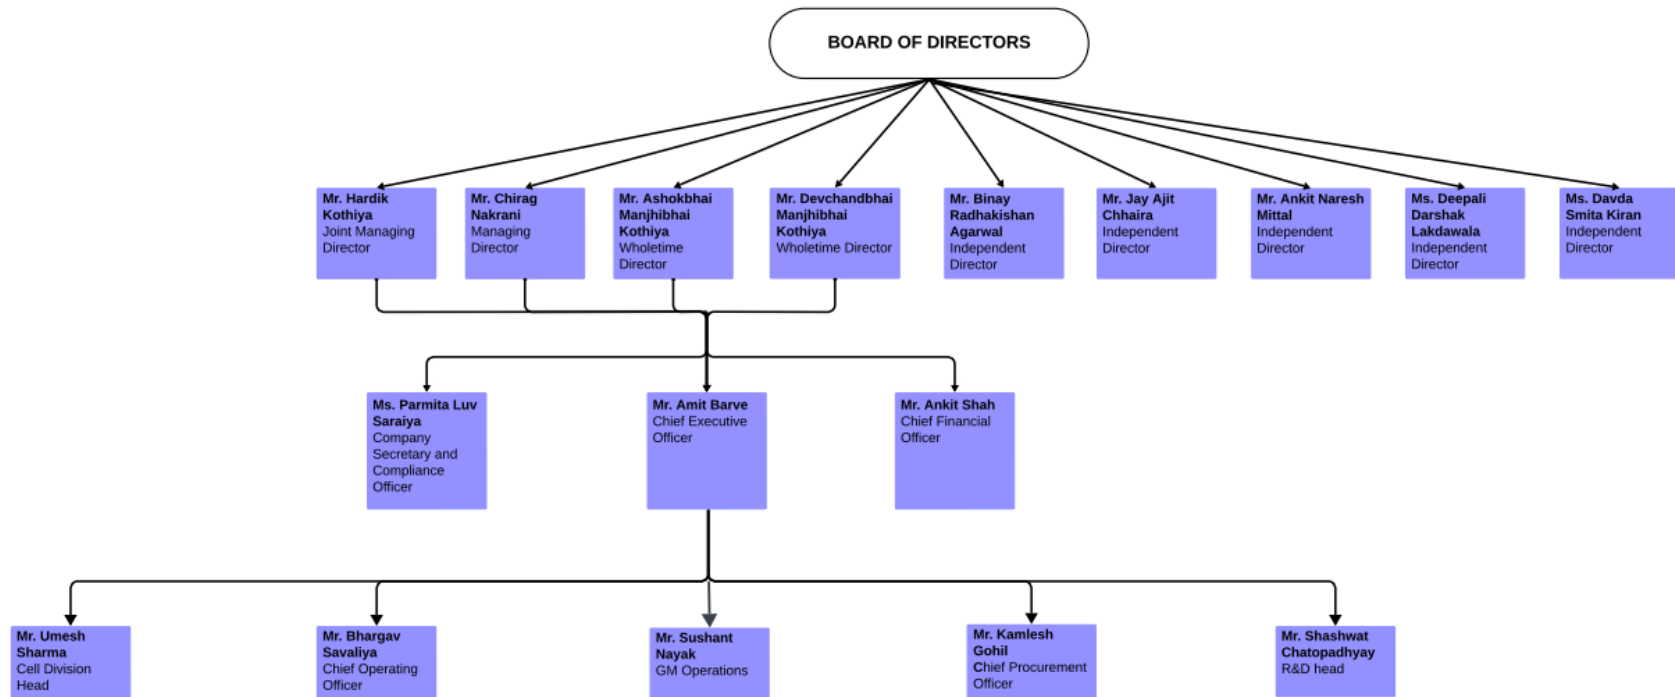 BOARD OF DIRECTORS
Mr. Hardik
Kothiya
Joint Managing
Director
Mr. Chirag
Nakrani
Managing
Director
Mr. Ashokbhai
Manjhibhai
Kothiya
Wholetime
Director
Mr. Devchandbhai
Manjhibhai
Kothiya
Wholetime Director
Mr. Binay
Radhakishan
Agarwal
Independent
Director
Mr. Jay Ajit
Chhaira
Independent
Director
Mr. Ankit Naresh
Mittal
Independent
Director
Ms. Deepali
Darshak
Lakdawala
Independent
Director
Ms. Davda
Smita Kiran
Independent
Director
Ms. Parmita Luv
Saraiya
Company
Secretary and
Compliance
Officer
Mr. Amit Barve
Chief Executive
Officer
Mr. Ankit Shah
Chief Financial
Officer
Mr. Umesh
Sharma
Cell Division
Head
Mr. Bhargav
Savaliya
Chief Operating
Officer
Mr. Sushant
Nayak
GM Operations
Mr. Kamlesh
Gohil
Chief Procurement
Officer
Mr. Shashwat
Chatopadhyay
R&D head